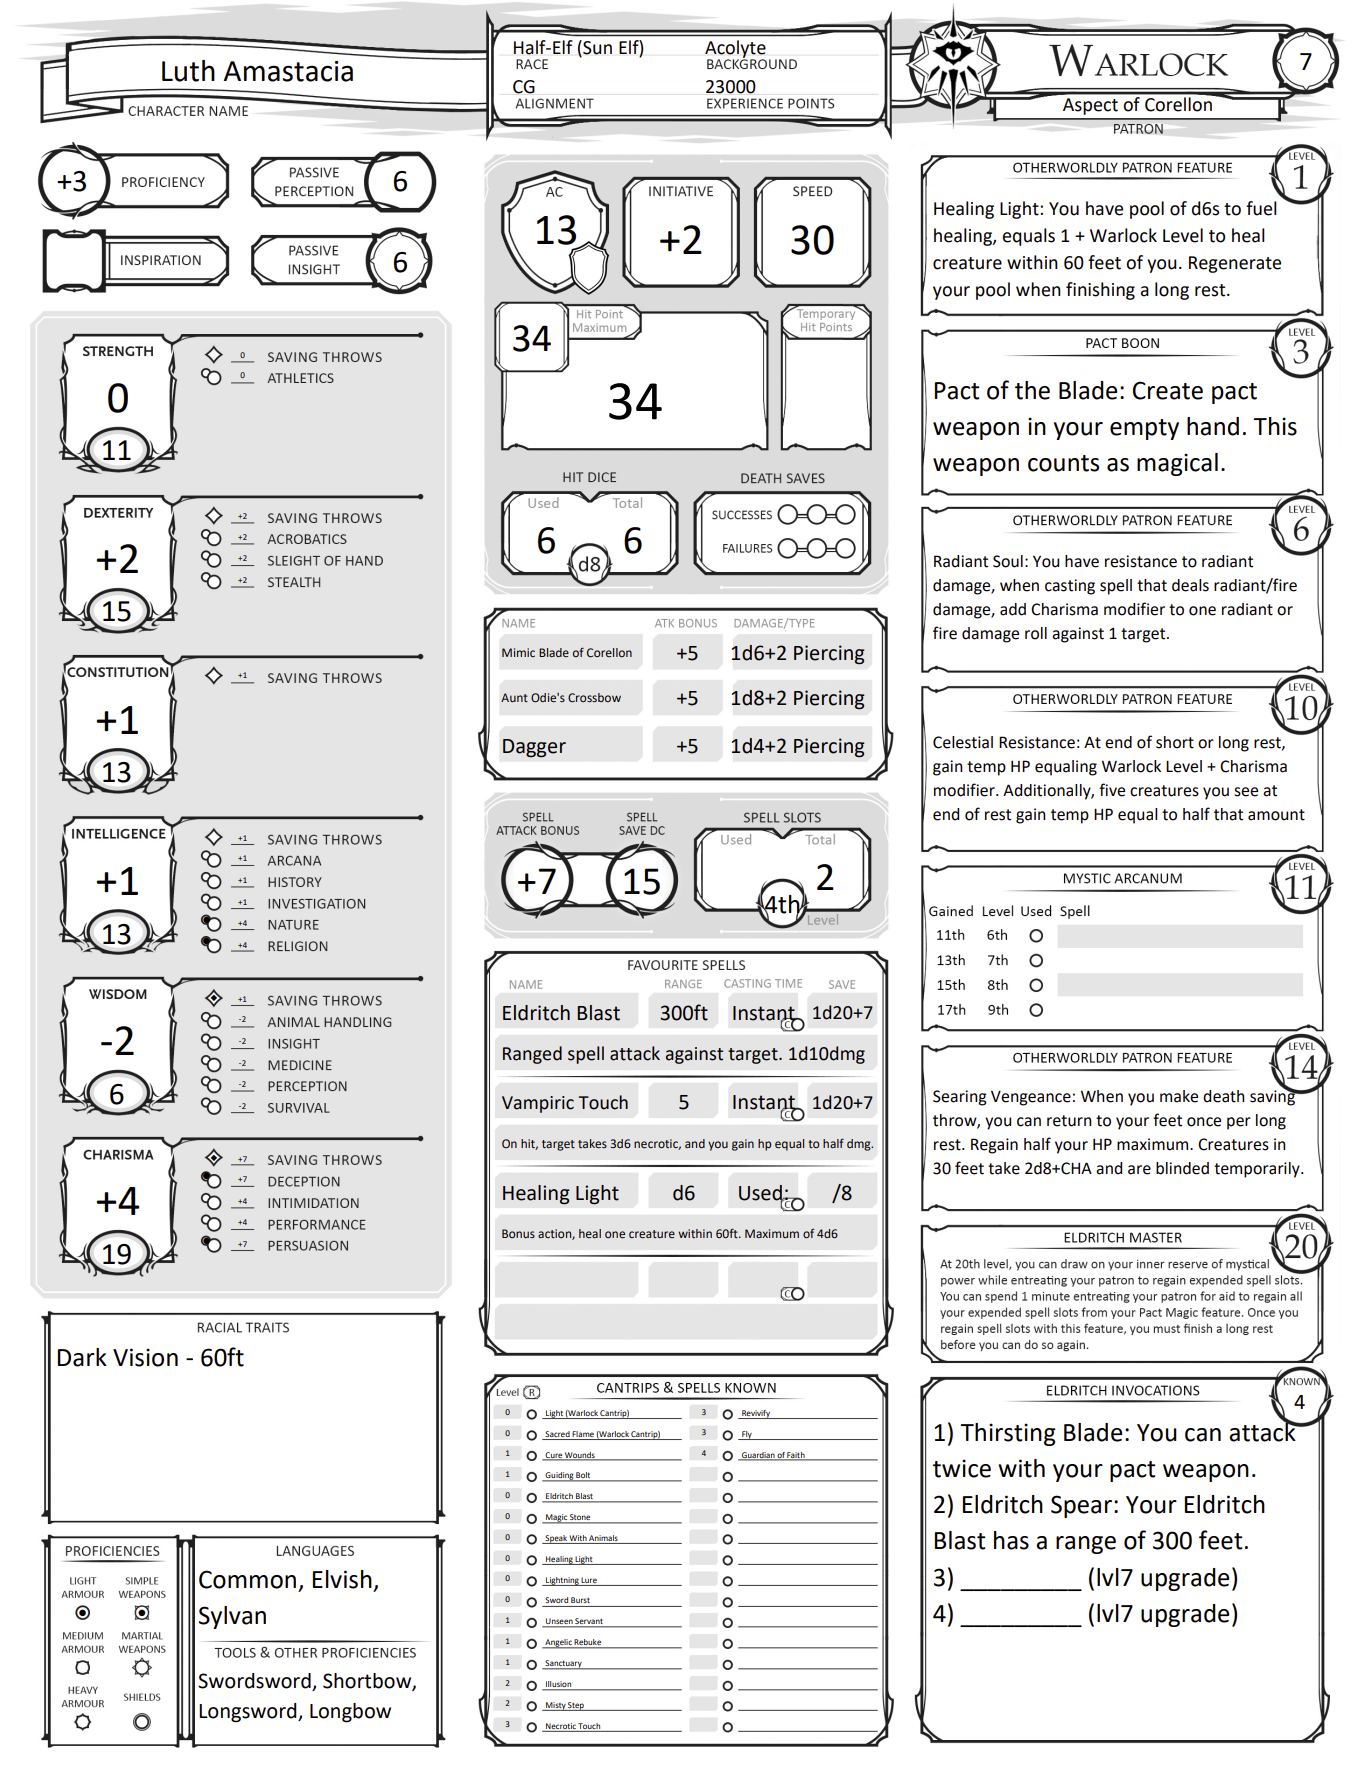 Luth Amastacia
CHARACTER NAME
Half-Elf (Sun Elf)
RACE
Acolyte
BACKGROUND
CG
ALIGNMENT
23000
EXPERIENCE POINTS
WARLOCK
7
Aspect of Corellon
PATRON
+3
PROFICIENCY
PASSIVE
PERCEPTION
6
INSPIRATION
PASSIVE
INSIGHT
6
STRENGTH
0
11
0 SAVING THROWS
0 ATHLETICS
DEXTERITY
+2
15
+2 SAVING THROWS
+2 ACROBATICS
+2 SLEIGHT OF HAND
+2 STEALTH
CONSTITUTION
+1
13
+1 SAVING THROWS
INTELLIGENCE
+1
13
+1 SAVING THROWS
+1 ARCANA
+1 HISTORY
+1 INVESTIGATION
+4 NATURE
+4 RELIGION
WISDOM
-2
6
+1 SAVING THROWS
-2 ANIMAL HANDLING
-2 INSIGHT
-2 MEDICINE
-2 PERCEPTION
-2 SURVIVAL
CHARISMA
+4
19
+7 SAVING THROWS
+7 DECEPTION
+4 INTIMIDATION
+4 PERFORMANCE
+7 PERSUASION
RACIAL TRAITS
Dark Vision - 60ft
PROFICIENCIES
LIGHT
ARMOUR
SIMPLE
WEAPONS
MEDIUM
ARMOUR
MARTIAL
WEAPONS
HEAVY
ARMOUR
SHIELDS
LANGUAGES
Common, Elvish,
Sylvan
TOOLS & OTHER PROFICIENCIES
Swordsword, Shortbow,
Longsword, Longbow
AC
13
INITIATIVE
+2
SPEED
30
34
Hit Point
Maximum
34
Temporary
Hit Points
HIT DICE
Used Total
6 6
d8
DEATH SAVES
SUCCESSES
FAILURES
NAME ATK BONUS DAMAGE/TYPE
Mimic Blade of Corellon +5 1d6+2 Piercing
Aunt Odie's Crossbow +5 1d8+2 Piercing
Dagger +5 1d4+2 Piercing
SPELL
ATTACK BONUS
+7
SPELL
SAVE DC
15
SPELL SLOTS
Used Total
2
4th
Level
FAVOURITE SPELLS
NAME RANGE CASTING TIME SAVE
Eldritch Blast 300ft Instant C 1d20+7
Ranged spell attack against target. 1d10dmg
Vampiric Touch 5 Instant C 1d20+7
On hit, target takes 3d6 necrotic, and you gain hp equal to half dmg.
Healing Light d6 Used: C /8
Bonus action, heal one creature within 60ft. Maximum of 4d6
C
Level R CANTRIPS & SPELLS KNOWN
0 Light (Warlock Cantrip)
0 Sacred Flame (Warlock Cantrip)
1 Cure Wounds
1 Guiding Bolt
0 Eldritch Blast
0 Magic Stone
0 Speak With Animals
0 Healing Light
0 Lightning Lure
0 Sword Burst
1 Unseen Servant
1 Angelic Rebuke
1 Sanctuary
2 Illusion
2 Misty Step
3 Necrotic Touch
3 Revivify
3 Fly
4 Guardian of Faith
OTHERWORLDLY PATRON FEATURE
LEVEL
1
Healing Light: You have pool of d6s to fuel
healing, equals 1 + Warlock Level to heal
creature within 60 feet of you. Regenerate
your pool when finishing a long rest.
PACT BOON
LEVEL
3
Pact of the Blade: Create pact
weapon in your empty hand. This
weapon counts as magical.
OTHERWORLDLY PATRON FEATURE
LEVEL
6
Radiant Soul: You have resistance to radiant
damage, when casting spell that deals radiant/fire
damage, add Charisma modifier to one radiant or
fire damage roll against 1 target.
OTHERWORLDLY PATRON FEATURE
LEVEL
10
Celestial Resistance: At end of short or long rest,
gain temp HP equaling Warlock Level + Charisma
modifier. Additionally, five creatures you see at
end of rest gain temp HP equal to half that amount
MYSTIC ARCANUM
LEVEL
11
Gained Level Used Spell
11th 6th
13th 7th
15th 8th
17th 9th
OTHERWORLDLY PATRON FEATURE
LEVEL
14
Searing Vengeance: When you make death saving
throw, you can return to your feet once per long
rest. Regain half your HP maximum. Creatures in
30 feet take 2d8+CHA and are blinded temporarily.
ELDRITCH MASTER
LEVEL
20
At 20th level, you can draw on your inner reserve of mystical
power while entreating your patron to regain expended spell slots.
You can spend 1 minute entreating your patron for aid to regain all
your expended spell slots from your Pact Magic feature. Once you
regain spell slots with this feature, you must finish a long rest
before you can do so again.
ELDRITCH INVOCATIONS
KNOWN
4
1) Thirsting Blade: You can attack
twice with your pact weapon.
2) Eldritch Spear: Your Eldritch
Blast has a range of 300 feet.
3) _________ (lvl7 upgrade)
4) _________ (lvl7 upgrade)